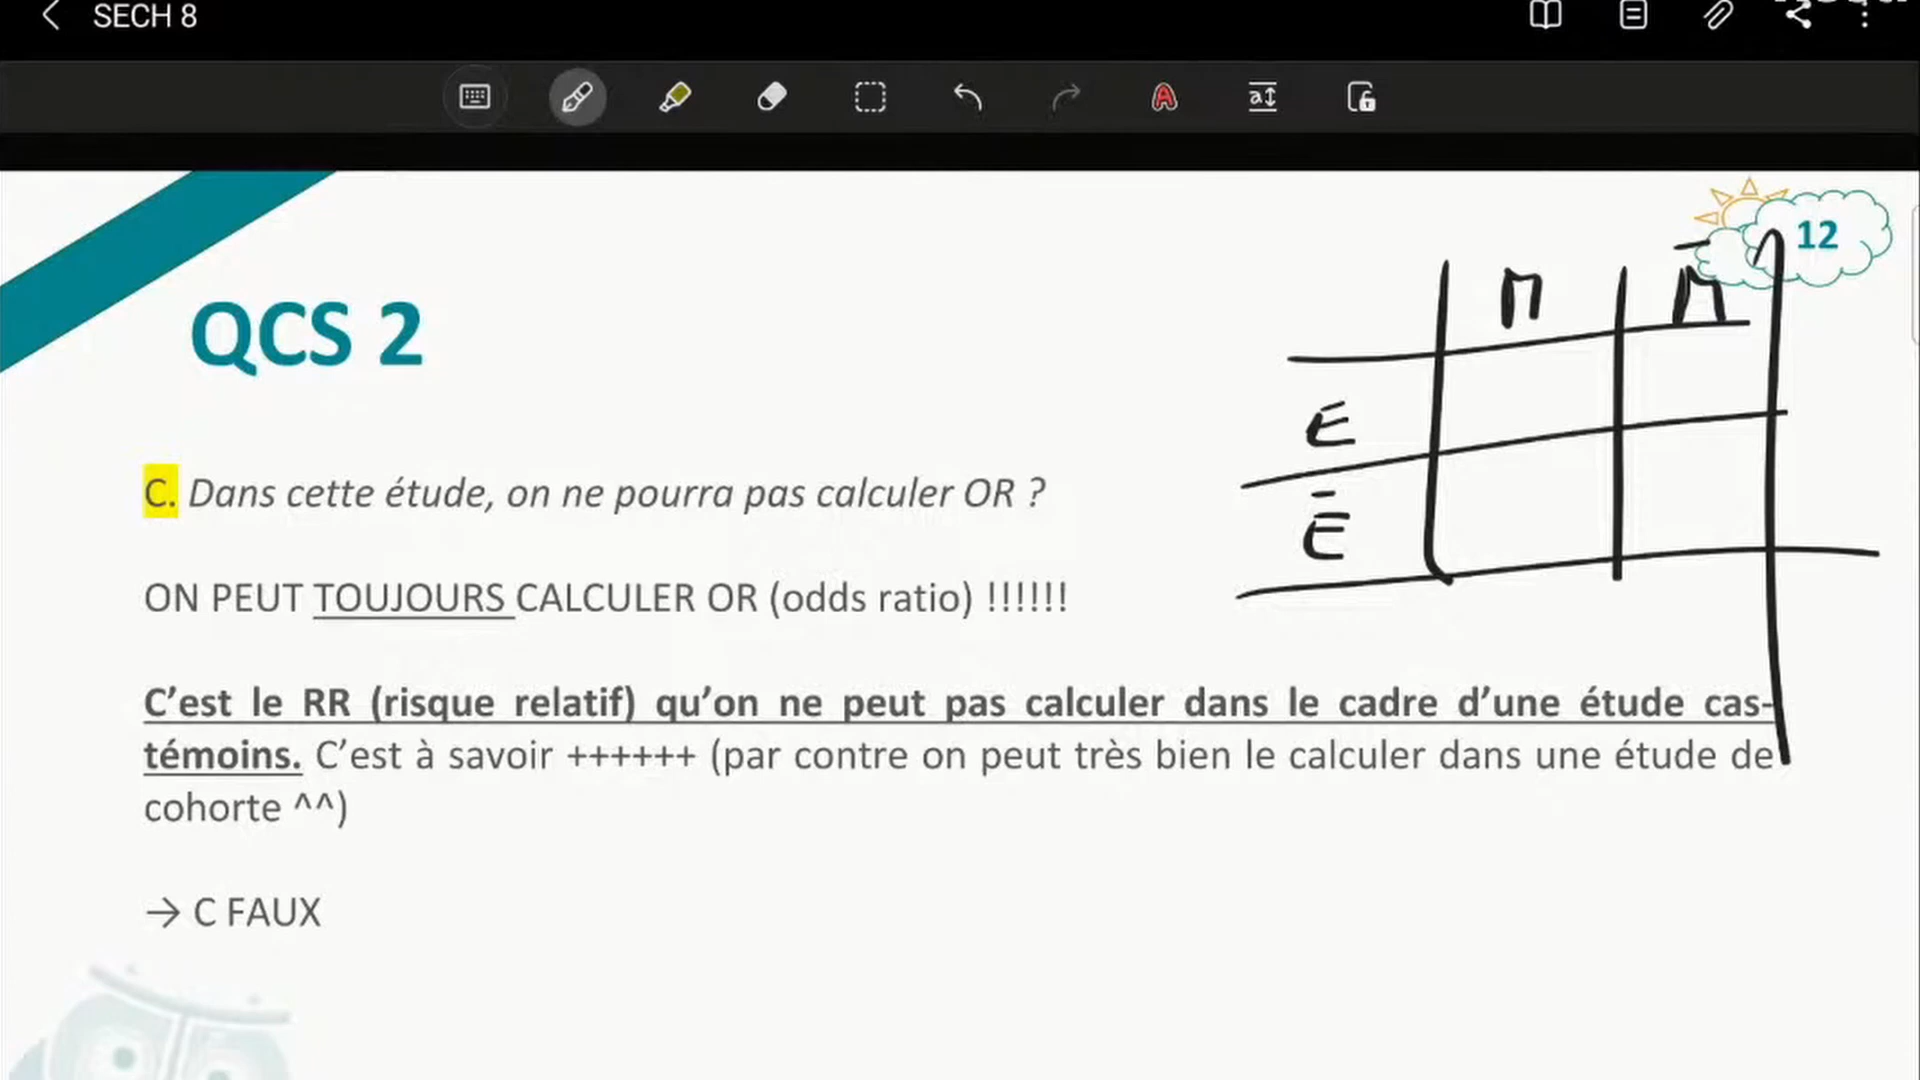 SECH 8
12
QCS 2
M M̄
E
Ē
C. Dans cette étude, on ne pourra pas calculer OR ?
ON PEUT TOUJOURS CALCULER OR (odds ratio) !!!!!!
C’est le RR (risque relatif) qu’on ne peut pas calculer dans le cadre d’une étude cas-
témoins. C’est à savoir ++++++ (par contre on peut très bien le calculer dans une étude de
cohorte ^^)
→ C FAUX